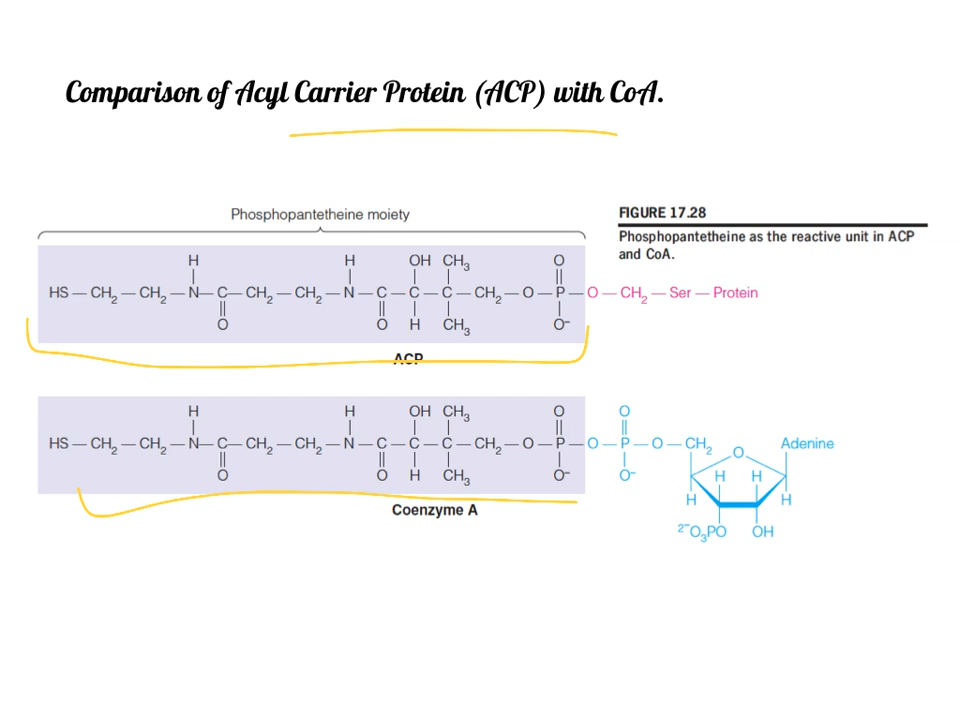 Comparison of Acyl Carrier Protein (ACP) with CoA.
Phosphopantetheine moiety
FIGURE 17.28
Phosphopantetheine as the reactive unit in ACP
and CoA.
H H OH CH₃ O
HS — CH₂ — CH₂ — N — C — CH₂ — CH₂ — N — C — C — C — CH₂ — O — P — O — CH₂ — Ser — Protein
O O H CH₃ O⁻
ACP
H H OH CH₃ O O
HS — CH₂ — CH₂ — N — C — CH₂ — CH₂ — N — C — C — C — CH₂ — O — P — O — P — O — CH₂ O Adenine
O O H CH₃ O⁻ O⁻ H H
H H
Coenzyme A
²⁻O₃PO OH